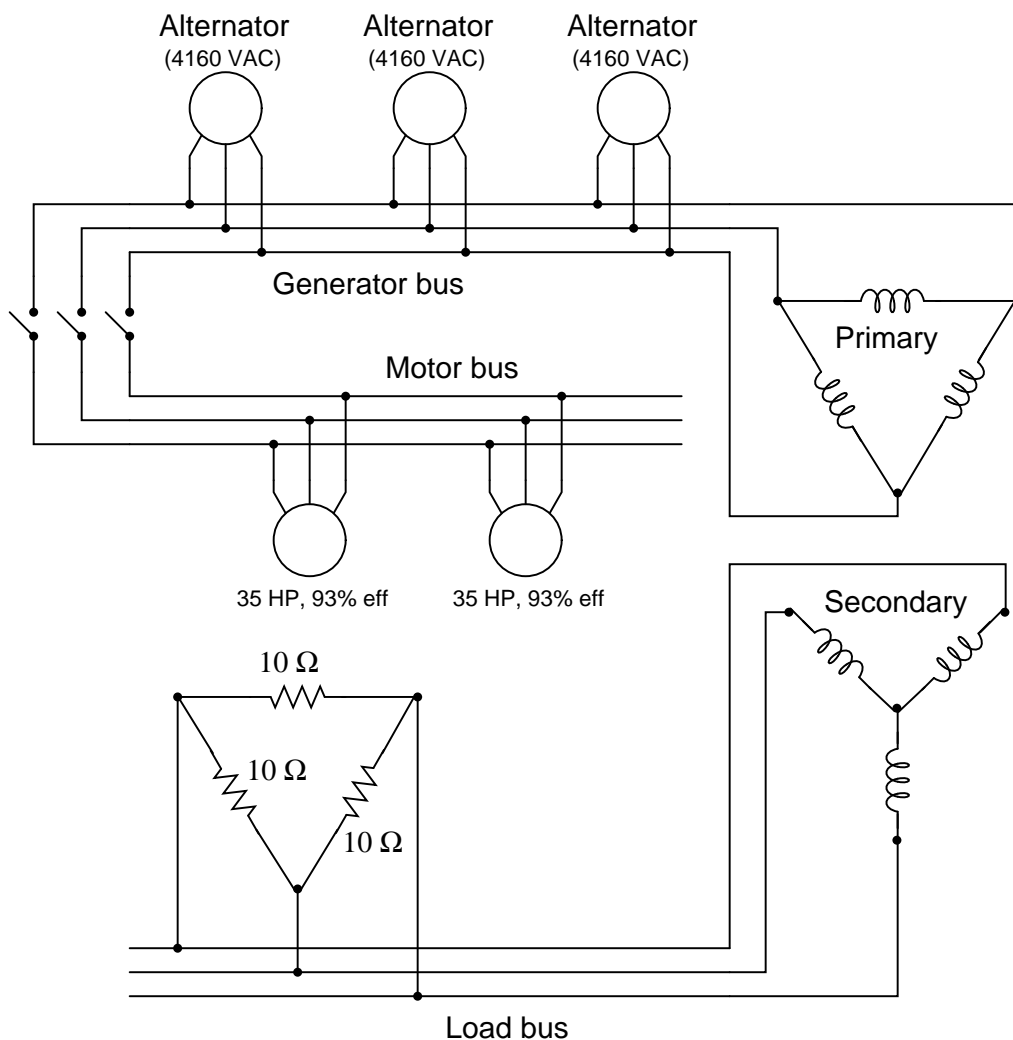 Alternator
(4160 VAC)
Alternator
(4160 VAC)
Alternator
(4160 VAC)
Generator bus
Primary
Motor bus
35 HP, 93% eff
35 HP, 93% eff
Secondary
10 Ω
10 Ω
10 Ω
Load bus